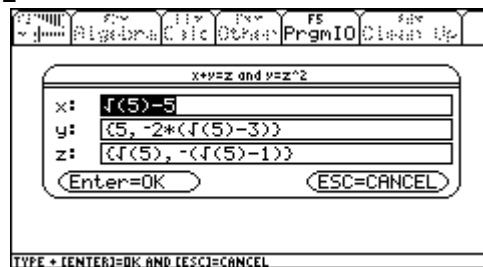 F5
Algebra Calc Other PrgmIO Clean Up
x+y=z and y=z^2
x: √(5)-5
y: {5, -2*(√(5)-3)}
z: {√(5), -(√(5)-1)}
Enter=OK ESC=CANCEL
TYPE + [ENTER]=OK AND [ESC]=CANCEL